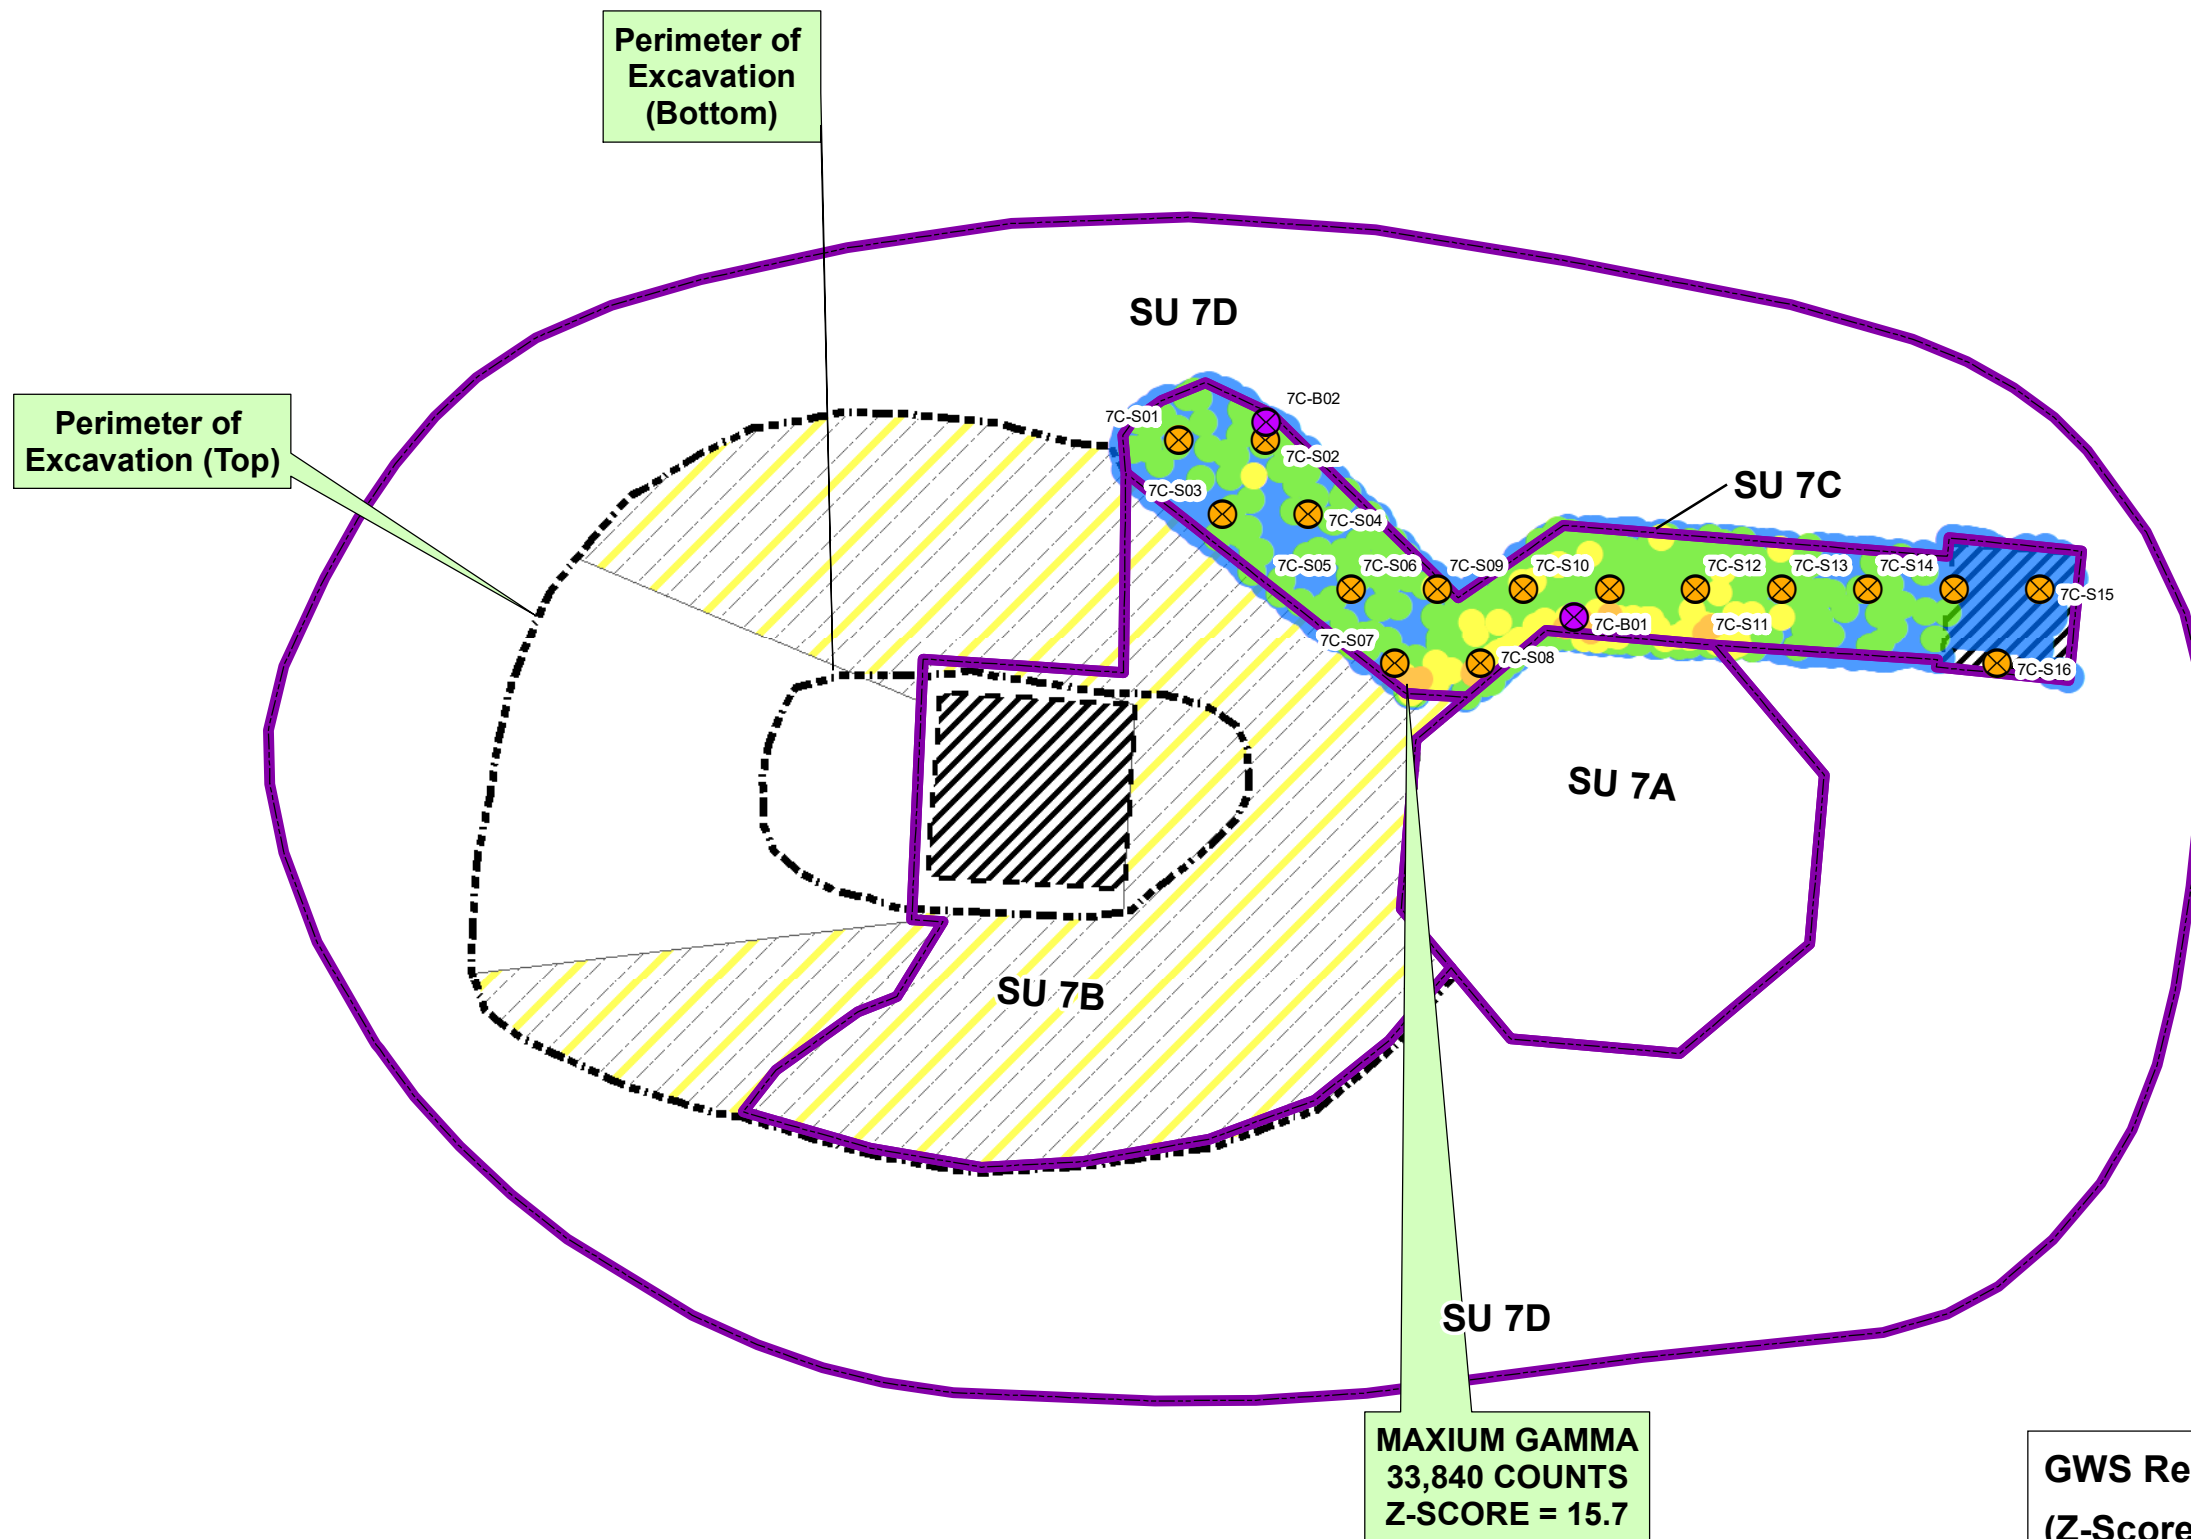 Perimeter of
Excavation
(Bottom)
SU 7D
Perimeter of
Excavation (Top)
7C-B02
7C-S01
7C-S02
7C-S03
7C-S04
SU 7C
7C-S05
7C-S06
7C-S09
7C-S10
7C-S12
7C-S13
7C-S14
7C-S15
7C-B01
7C-S11
7C-S07
7C-S08
7C-S16
SU 7A
SU 7B
SU 7D
MAXIUM GAMMA
33,840 COUNTS
Z-SCORE = 15.7
GWS Re
(Z-Score